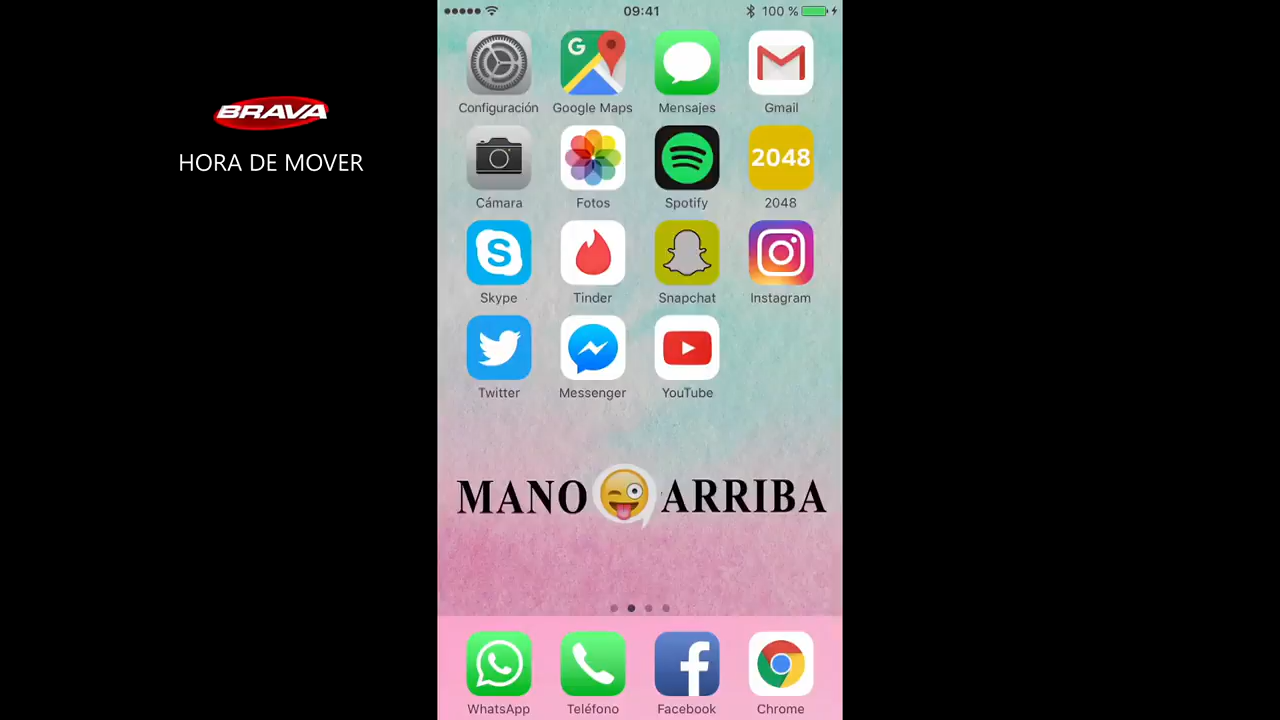 BRAVA
HORA DE MOVER
09:41
100 %
Configuración
Google Maps
Mensajes
Gmail
Cámara
Fotos
Spotify
2048
2048
Skype
Tinder
Snapchat
Instagram
Twitter
Messenger
YouTube
MANO ARRIBA
WhatsApp
Teléfono
Facebook
Chrome